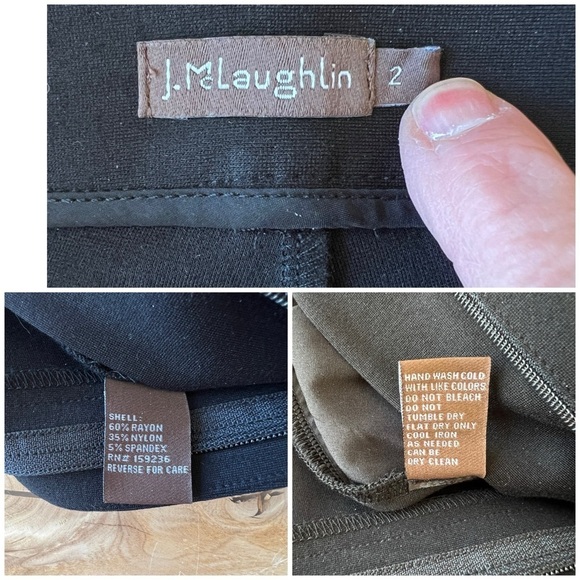 J.McLaughlin
2
SHELL:
60% RAYON
35% NYLON
5% SPANDEX
RN# 159236
REVERSE FOR CARE
HAND WASH COLD
WITH LIKE COLORS
DO NOT BLEACH
DO NOT
TUMBLE DRY
FLAT DRY ONLY
COOL IRON
AS NEEDED
CAN BE
DRY CLEAN